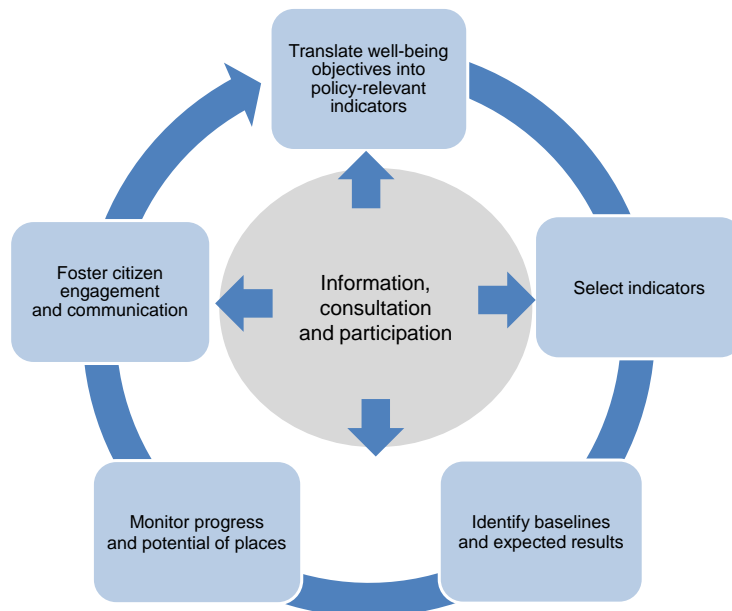 Translate well-being
objectives into
policy-relevant
indicators
Select indicators
Identify baselines
and expected results
Monitor progress
and potential of places
Foster citizen
engagement
and communication
Information,
consultation
and participation